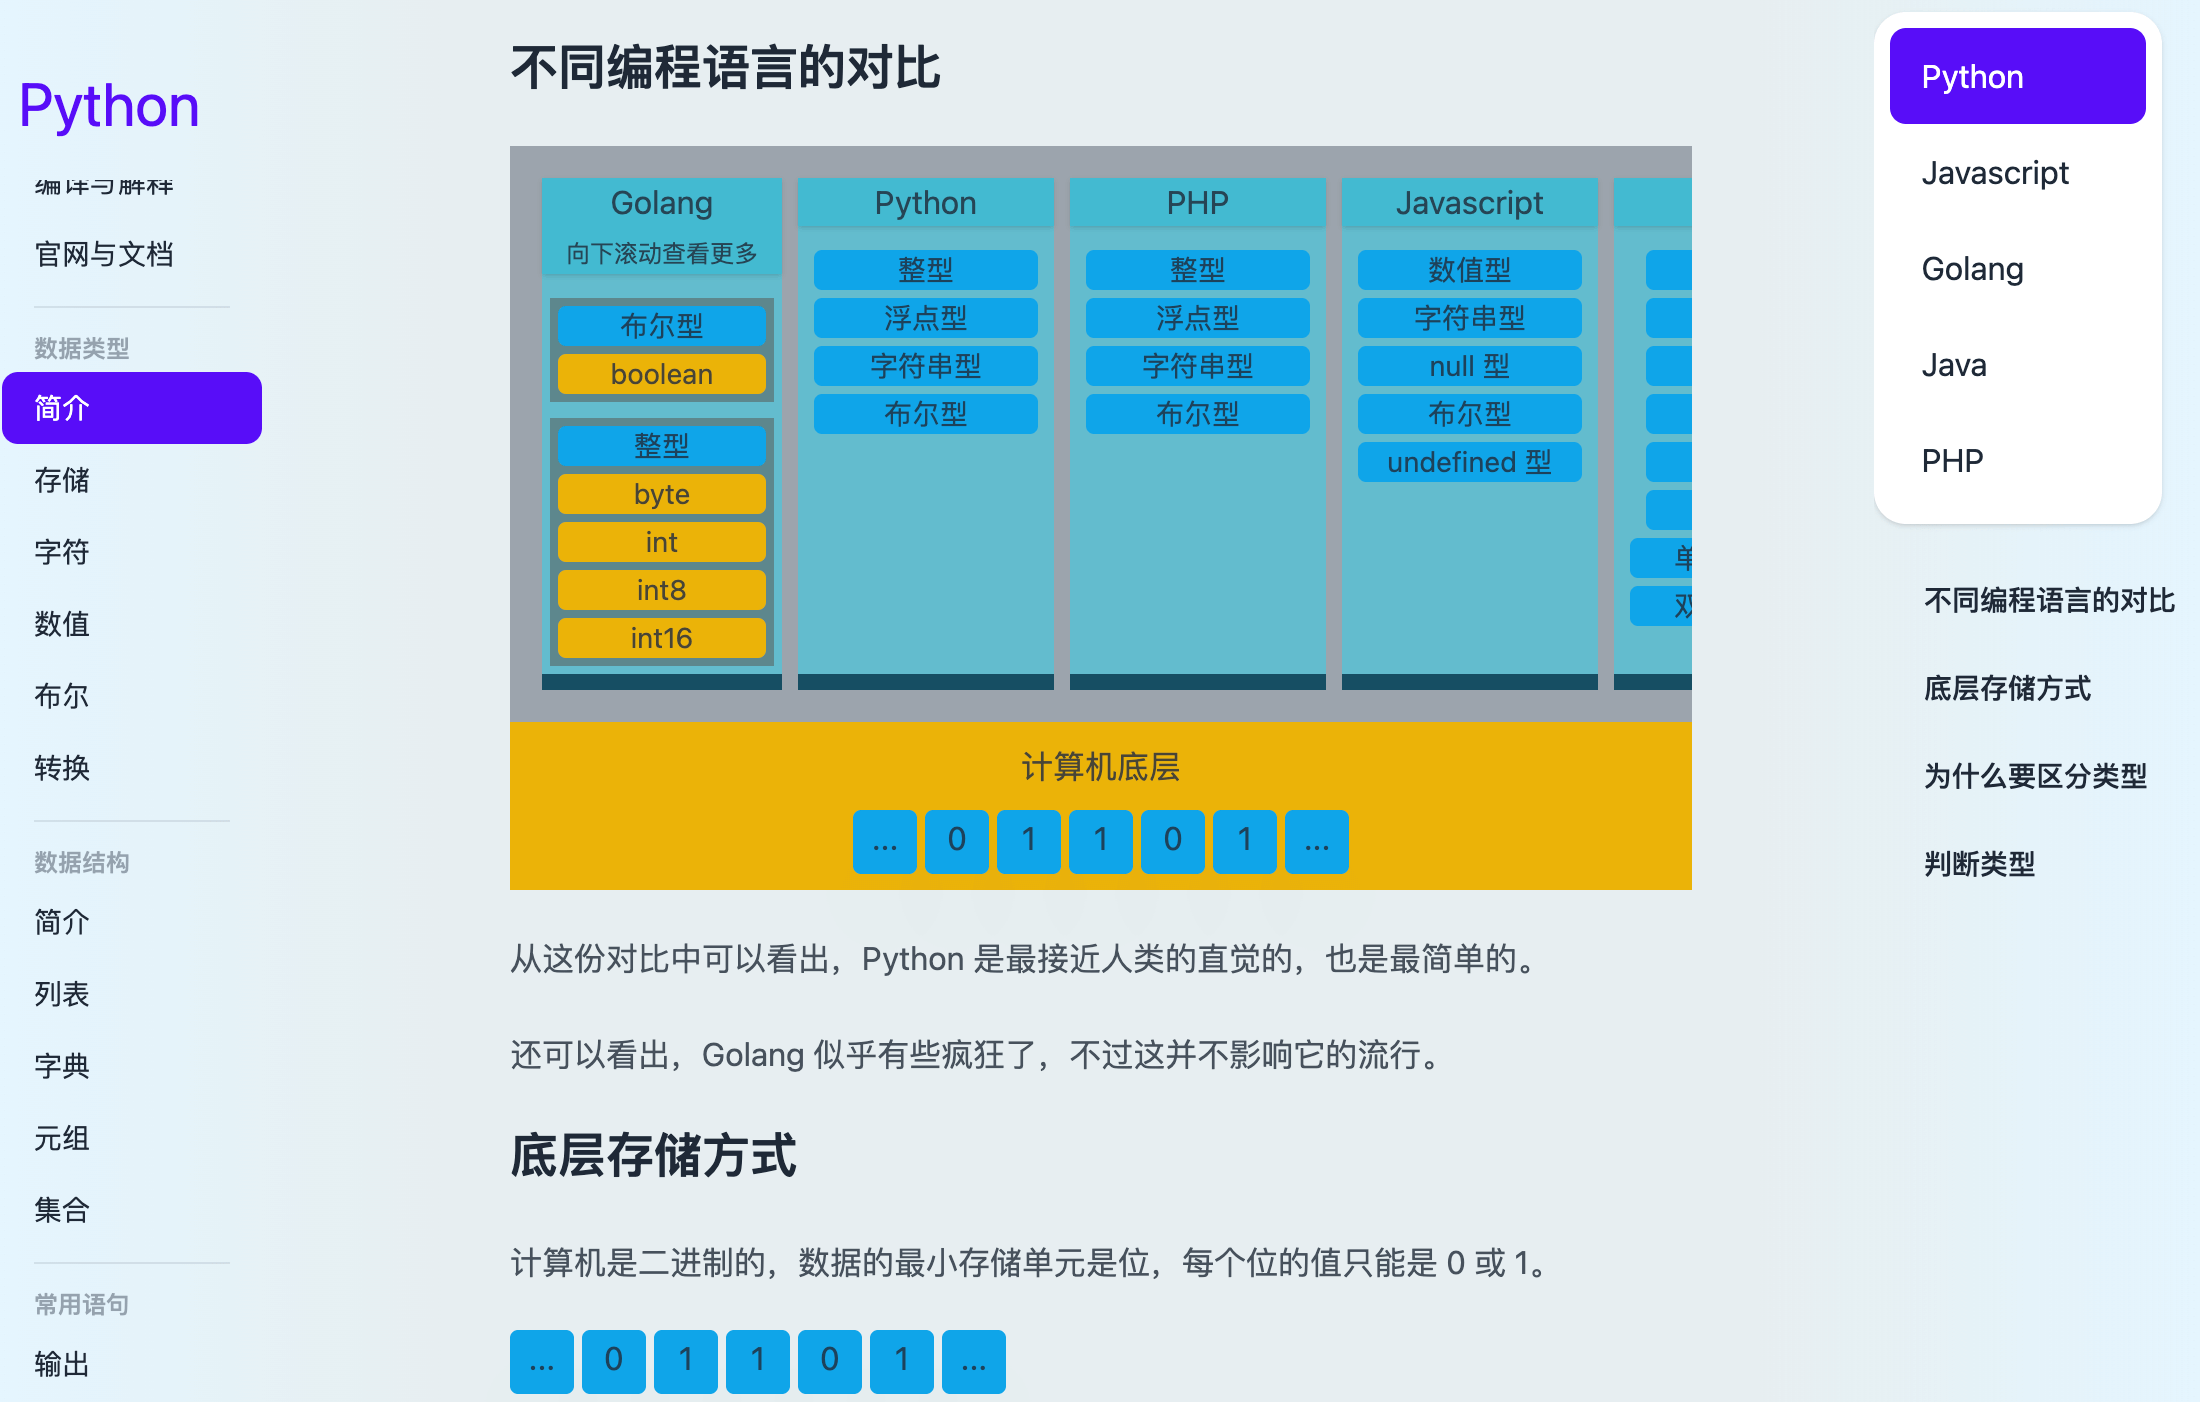 Python
编译与解释
官网与文档
数据类型
简介
存储
字符
数值
布尔
转换
数据结构
简介
列表
字典
元组
集合
常用语句
输出
不同编程语言的对比
Golang
向下滚动查看更多
布尔型
boolean
整型
byte
int
int8
int16
Python
整型
浮点型
字符串型
布尔型
PHP
整型
浮点型
字符串型
布尔型
Javascript
数值型
字符串型
null 型
布尔型
undefined 型
计算机底层
... 0 1 1 0 1 ...
从这份对比中可以看出，Python 是最接近人类的直觉的，也是最简单的。
还可以看出，Golang 似乎有些疯狂了，不过这并不影响它的流行。
底层存储方式
计算机是二进制的，数据的最小存储单元是位，每个位的值只能是 0 或 1。
... 0 1 1 0 1 ...
Python
Javascript
Golang
Java
PHP
不同编程语言的对比
底层存储方式
为什么要区分类型
判断类型